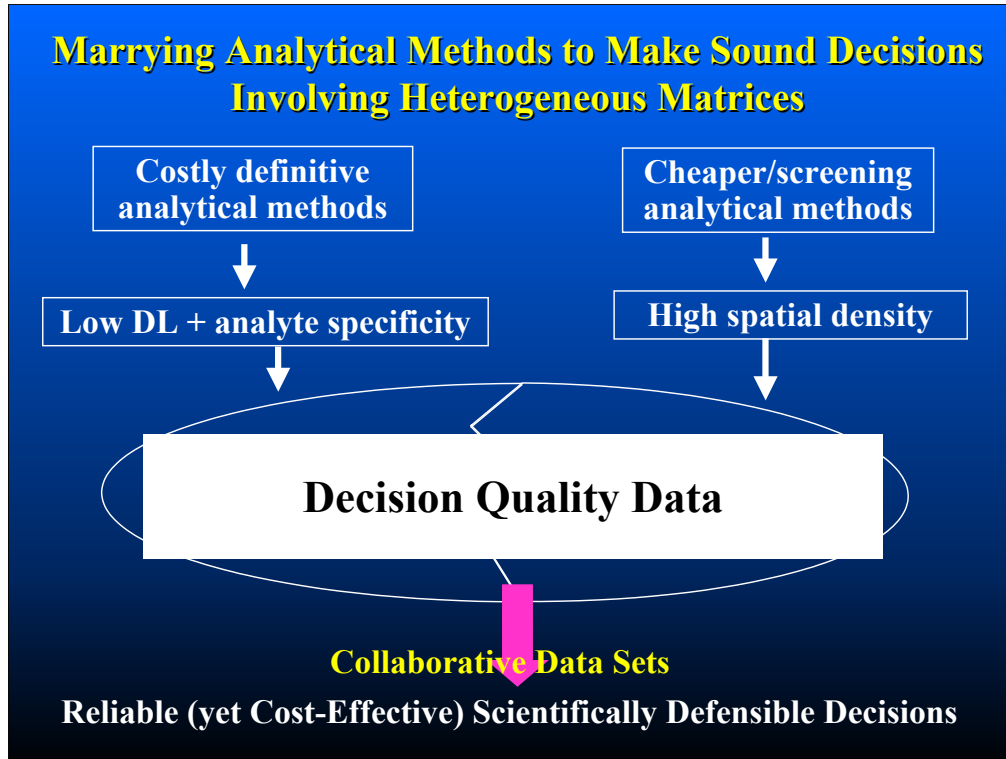 Marrying Analytical Methods to Make Sound Decisions
Involving Heterogeneous Matrices
Costly definitive
analytical methods
Cheaper/screening
analytical methods
Low DL + analyte specificity
High spatial density
Decision Quality Data
Collaborative Data Sets
Reliable (yet Cost-Effective) Scientifically Defensible Decisions